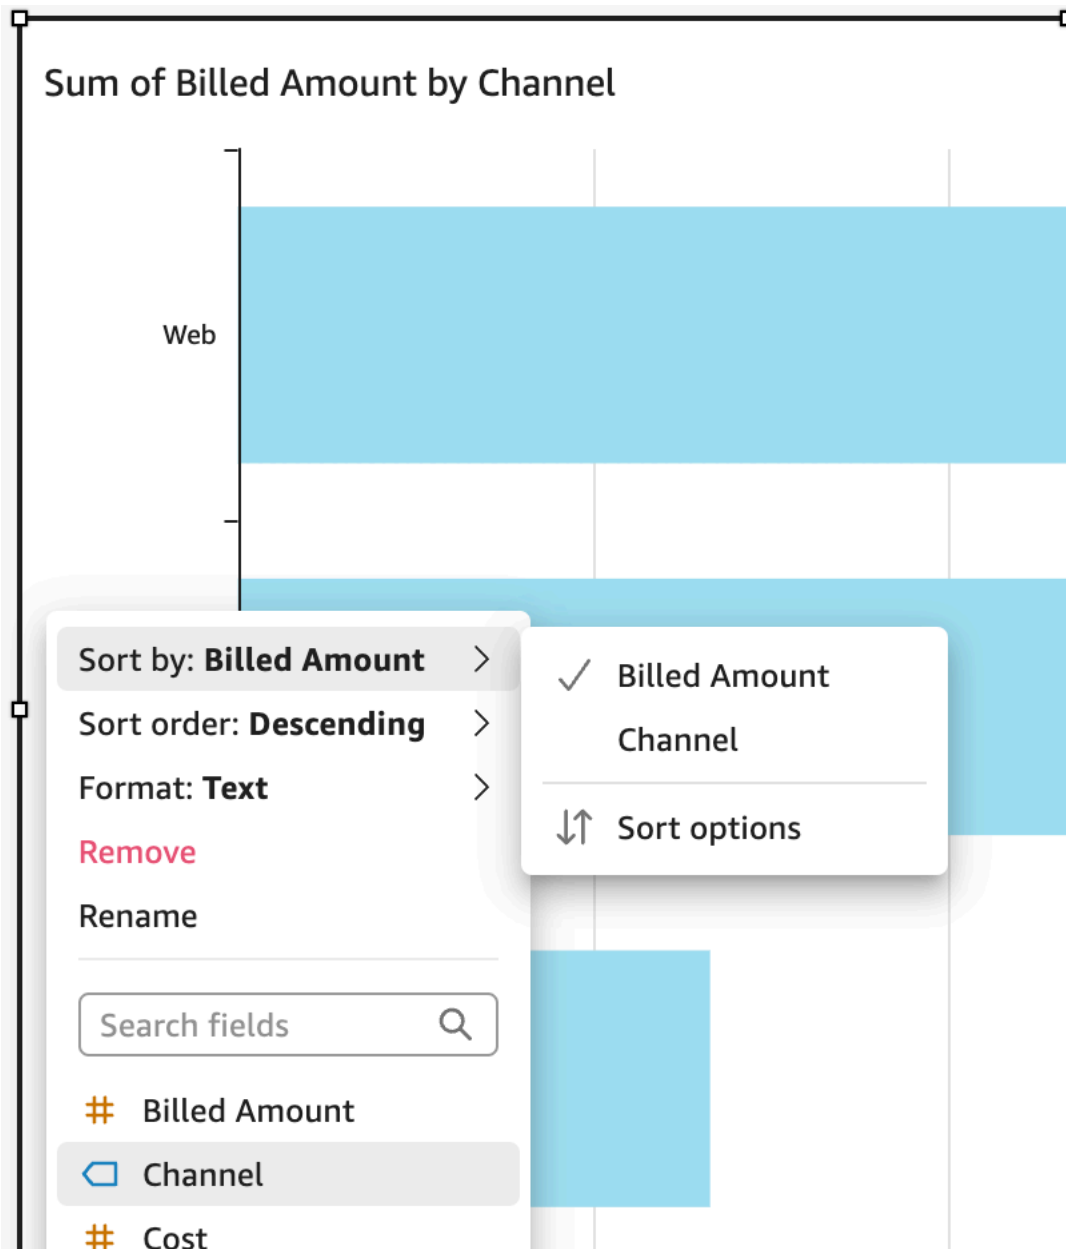 Sum of Billed Amount by Channel
Web
Sort by: Billed Amount
Sort order: Descending
Format: Text
Remove
Rename
Search fields
Billed Amount
Channel
Cost
Billed Amount
Channel
Sort options